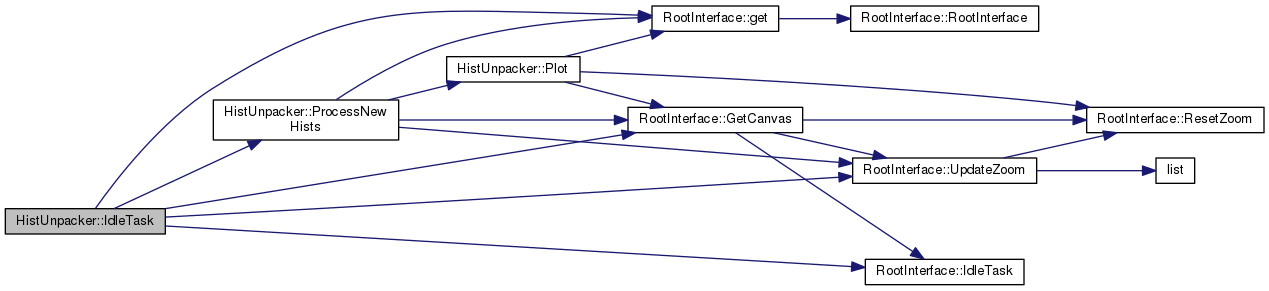 RootInterface::get
RootInterface::RootInterface
HistUnpacker::Plot
HistUnpacker::ProcessNew
Hists
RootInterface::GetCanvas
RootInterface::ResetZoom
RootInterface::UpdateZoom
list
HistUnpacker::IdleTask
RootInterface::IdleTask